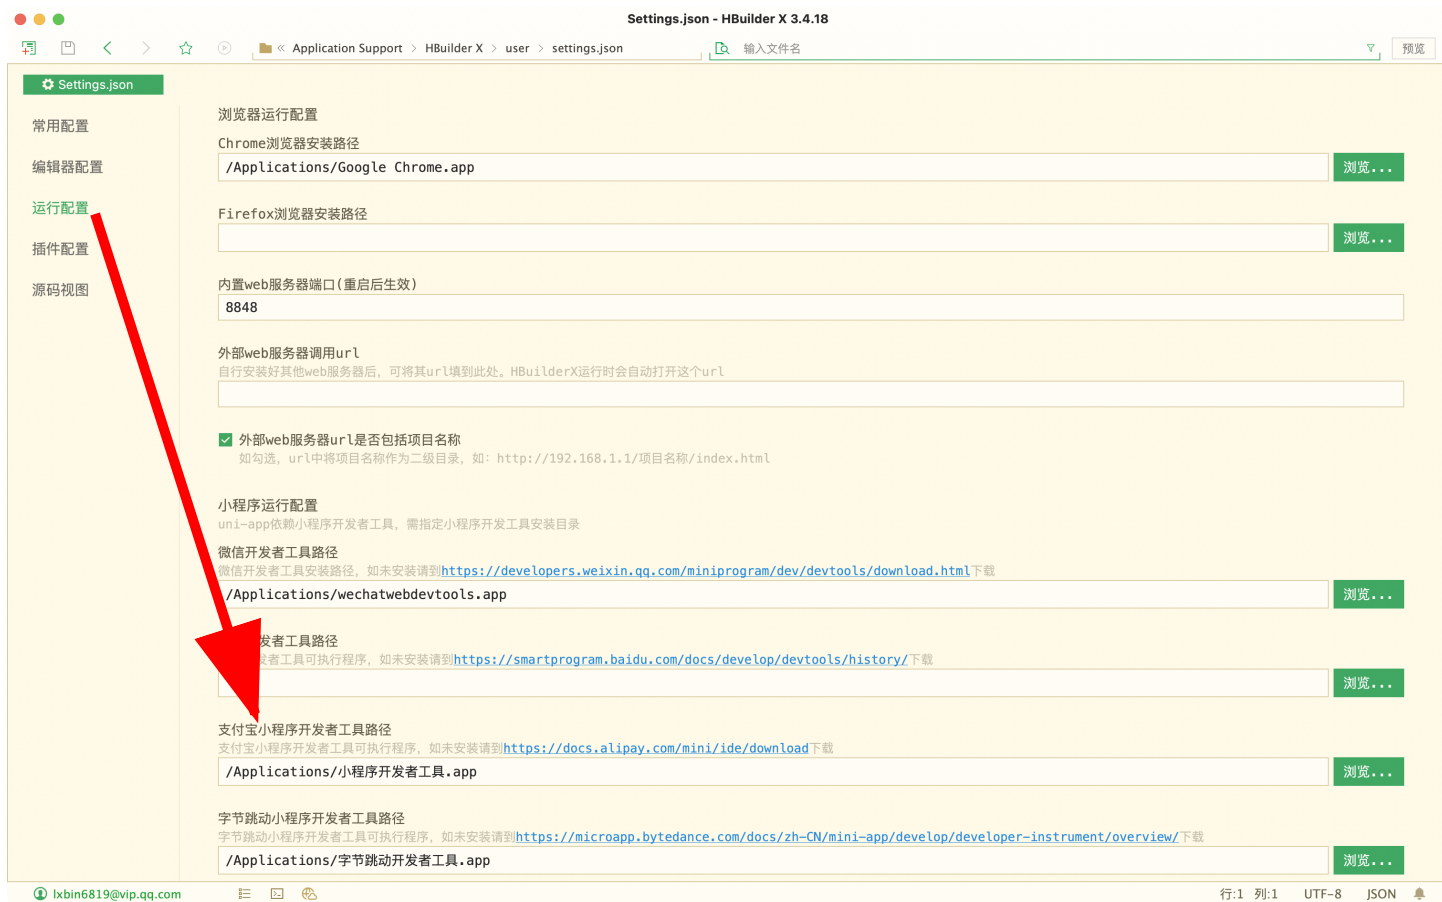 Settings.json - HBuilder X 3.4.18
« Application Support > HBuilder X > user > settings.json
输入文件名
预览
Settings.json
常用配置
编辑器配置
运行配置
插件配置
源码视图
浏览器运行配置
Chrome浏览器安装路径
/Applications/Google Chrome.app
浏览...
Firefox浏览器安装路径
浏览...
内置web服务器端口(重启后生效)
8848
外部web服务器调用url
自行安装好其他web服务器后，可将其url填到此处。HBuilderX运行时会自动打开这个url
外部web服务器url是否包括项目名称
如勾选，url中将项目名称作为二级目录，如：http://192.168.1.1/项目名称/index.html
小程序运行配置
uni-app依赖小程序开发者工具，需指定小程序开发工具安装目录
微信开发者工具路径
微信开发者工具安装路径，如未安装请到https://developers.weixin.qq.com/miniprogram/dev/devtools/download.html下载
/Applications/wechatwebdevtools.app
浏览...
发者工具路径
发者工具可执行程序，如未安装请到https://smartprogram.baidu.com/docs/develop/devtools/history/下载
浏览...
支付宝小程序开发者工具路径
支付宝小程序开发者工具可执行程序，如未安装请到https://docs.alipay.com/mini/ide/download下载
/Applications/小程序开发者工具.app
浏览...
字节跳动小程序开发者工具路径
字节跳动小程序开发者工具可执行程序，如未安装请到https://microapp.bytedance.com/docs/zh-CN/mini-app/develop/developer-instrument/overview/下载
/Applications/字节跳动开发者工具.app
浏览...
lxbin6819@vip.qq.com
行:1 列:1 UTF-8 JSON